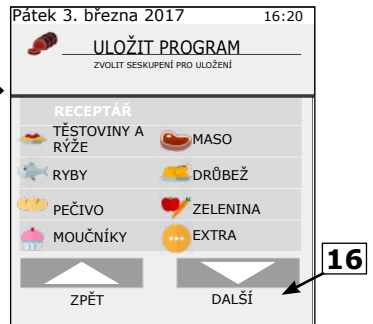 Pátek 3. března 2017 16:20
ULOŽIT PROGRAM
ZVOLIT SESKUPENÍ PRO ULOŽENÍ
RECEPTÁŘ
TĚSTOVINY A
RÝŽE
MASO
RYBY
DRŮBEŽ
PEČIVO
ZELENINA
MOUČNÍKY
EXTRA
16
ZPĚT
DALŠÍ